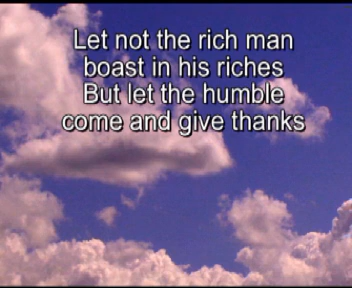 Let not the rich man
boast in his riches
But let the humble
come and give thanks